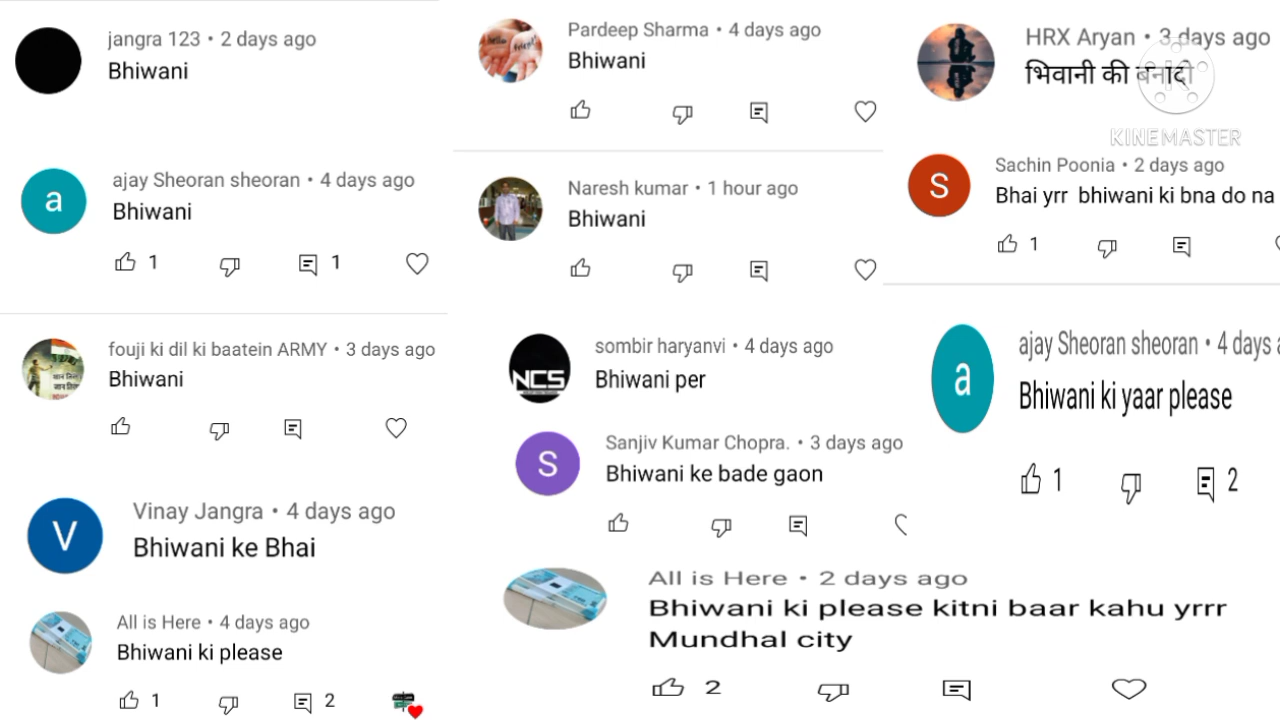 jangra 123 • 2 days ago
Bhiwani
a
ajay Sheoran sheoran • 4 days ago
Bhiwani
1
1
fouji ki dil ki baatein ARMY • 3 days ago
Bhiwani
V
Vinay Jangra • 4 days ago
Bhiwani ke Bhai
All is Here • 4 days ago
Bhiwani ki please
1
2
Pardeep Sharma • 4 days ago
Bhiwani
Naresh kumar • 1 hour ago
Bhiwani
NCS
sombir haryanvi • 4 days ago
Bhiwani per
S
Sanjiv Kumar Chopra. • 3 days ago
Bhiwani ke bade gaon
All is Here • 2 days ago
Bhiwani ki please kitni baar kahu yrrr
Mundhal city
2
HRX Aryan • 3 days ago
भिवानी की बनादी
KINEMASTER
S
Sachin Poonia • 2 days ago
Bhai yrr bhiwani ki bna do na
1
a
ajay Sheoran sheoran • 4 days a
Bhiwani ki yaar please
1
2